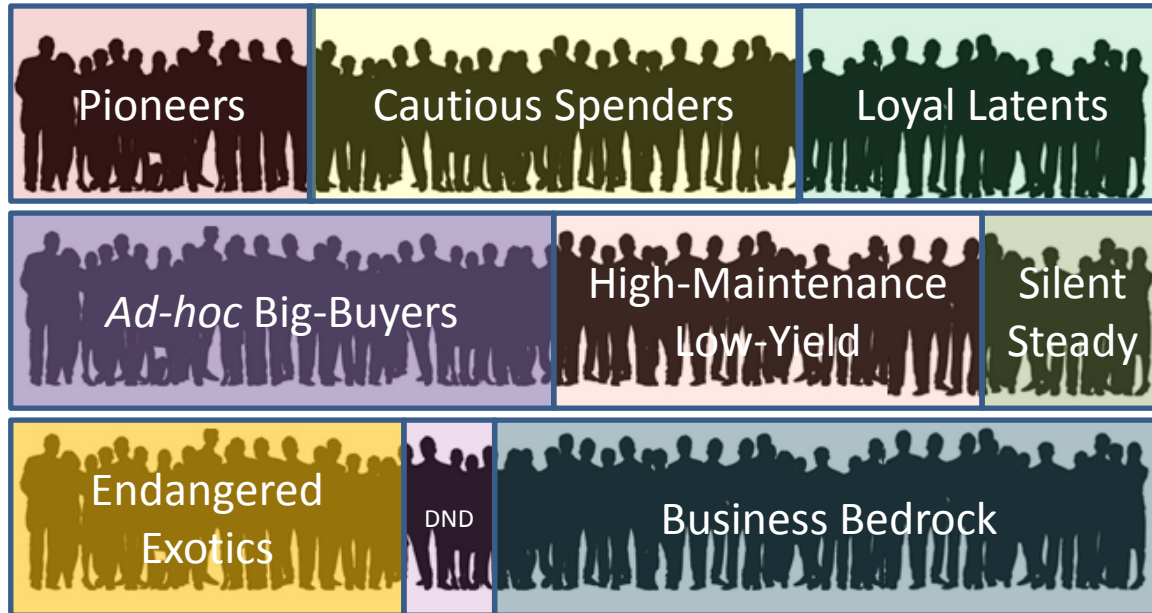 Pioneers
Cautious Spenders
Loyal Latents
Ad-hoc Big-Buyers
High-Maintenance
Low-Yield
Silent
Steady
Endangered
Exotics
DND
Business Bedrock